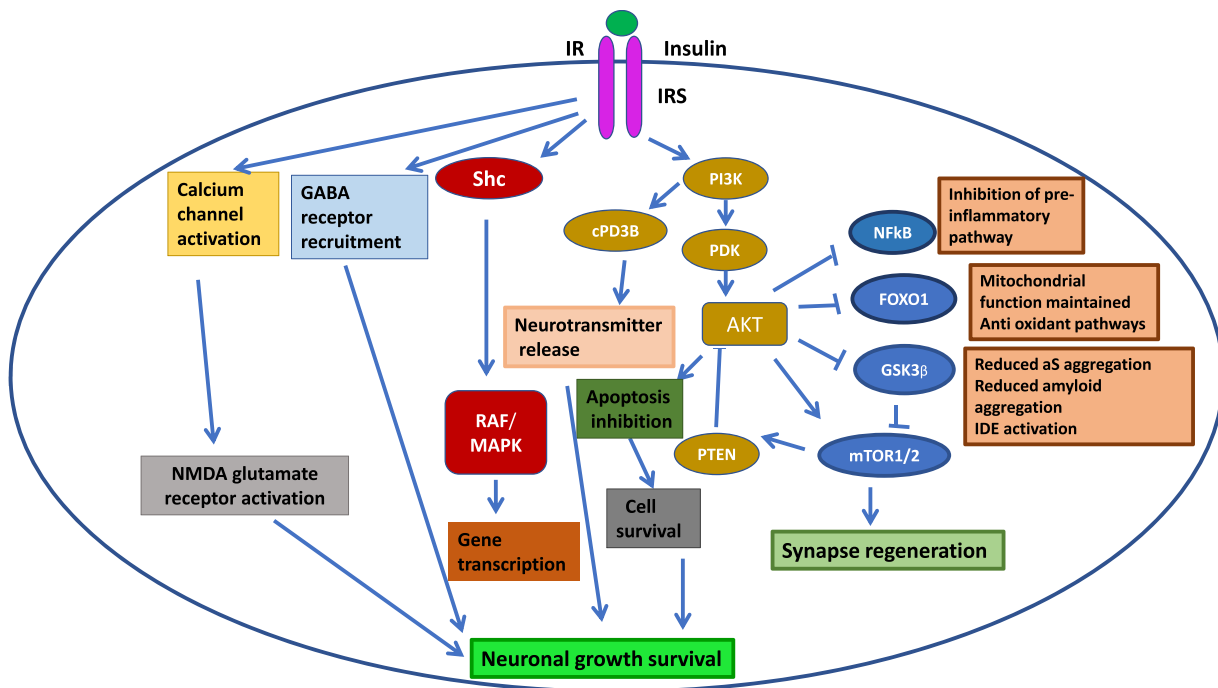 IR
Insulin
IRS
Calcium
channel
activation
GABA
receptor
recruitment
Shc
PI3K
cPD3B
PDK
NFkB
Inhibition of pre-
inflammatory
pathway
FOXO1
Mitochondrial
function maintained
Anti oxidant pathways
Neurotransmitter
release
AKT
GSK3β
Reduced aS aggregation
Reduced amyloid
aggregation
IDE activation
Apoptosis
inhibition
RAF/
MAPK
PTEN
mTOR1/2
NMDA glutamate
receptor activation
Cell
survival
Gene
transcription
Synapse regeneration
Neuronal growth survival